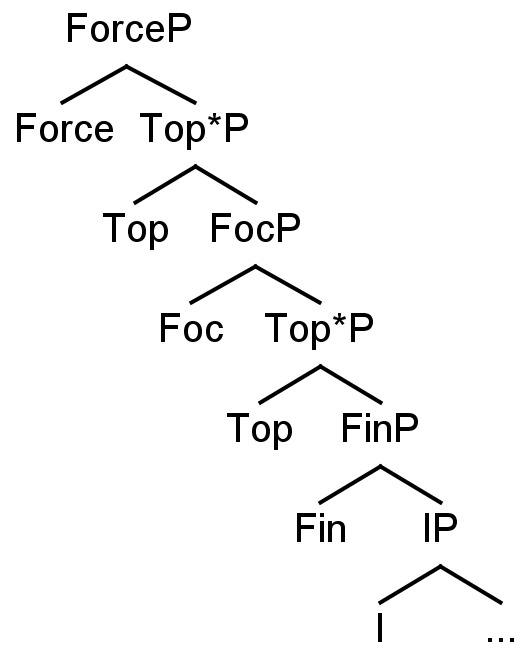 ForceP
Force Top*P
Top FocP
Foc Top*P
Top FinP
Fin IP
I ...